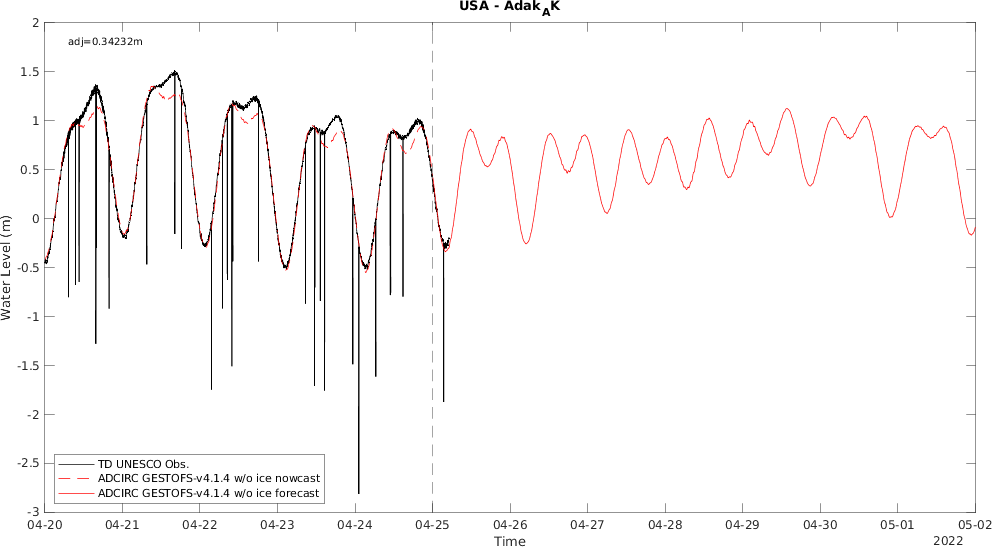 USA - Adak_AK
adj=0.34232m
2
1.5
1
0.5
0
-0.5
-1
-1.5
-2
-2.5
-3
Water Level (m)
TD UNESCO Obs.
ADCIRC GESTOFS-v4.1.4 w/o ice nowcast
ADCIRC GESTOFS-v4.1.4 w/o ice forecast
04-20 04-21 04-22 04-23 04-24 04-25 04-26 04-27 04-28 04-29 04-30 05-01 05-02
Time
2022